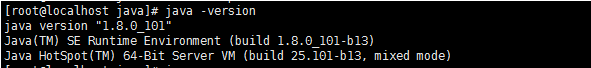 [root@localhost java]# java -version
java version "1.8.0_101"
Java(TM) SE Runtime Environment (build 1.8.0_101-b13)
Java HotSpot(TM) 64-Bit Server VM (build 25.101-b13, mixed mode)